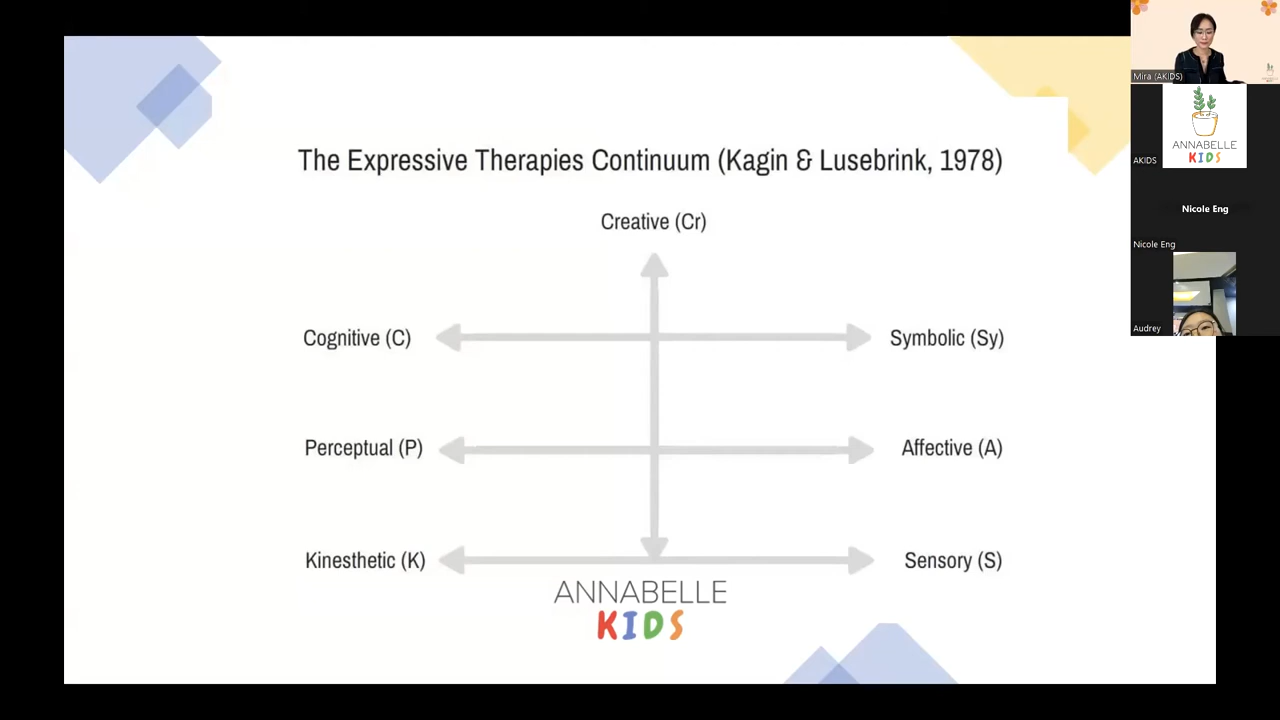 The Expressive Therapies Continuum (Kagin & Lusebrink, 1978)
Creative (Cr)
Cognitive (C)
Symbolic (Sy)
Perceptual (P)
Affective (A)
Kinesthetic (K)
Sensory (S)
ANNABELLE
KIDS
Mira (AKIDS)
ANNABELLE
KIDS
AKIDS
Nicole Eng
Nicole Eng
Audrey